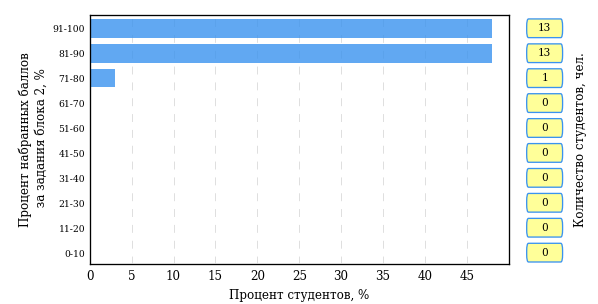 Процент набранных баллов
за задания блока 2, %
91-100 13
81-90 13
71-80 1
61-70 0
51-60 0
41-50 0
31-40 0
21-30 0
11-20 0
0-10 0
0 5 10 15 20 25 30 35 40 45
Процент студентов, %
Количество студентов, чел.